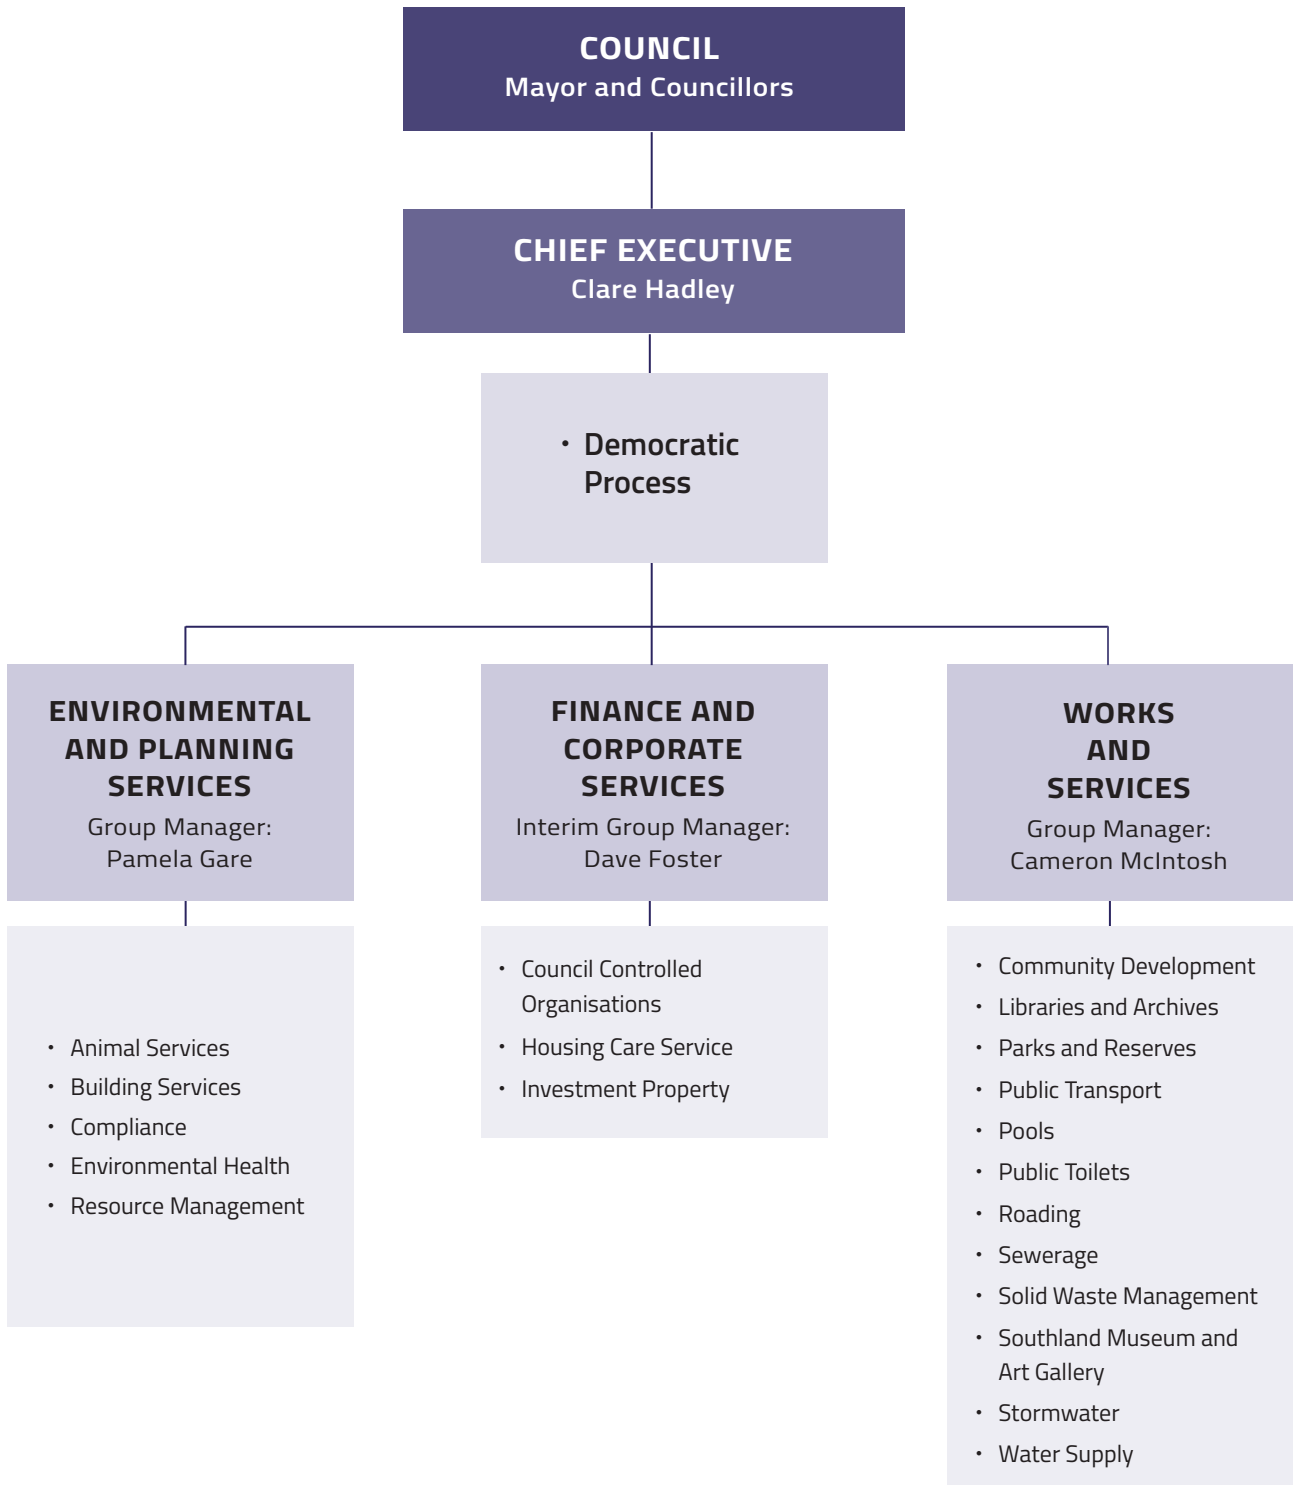 COUNCIL
Mayor and Councillors
CHIEF EXECUTIVE
Clare Hadley
• Democratic
Process
ENVIRONMENTAL
AND PLANNING
SERVICES
Group Manager:
Pamela Gare
• Animal Services
• Building Services
• Compliance
• Environmental Health
• Resource Management
FINANCE AND
CORPORATE
SERVICES
Interim Group Manager:
Dave Foster
• Council Controlled
Organisations
• Housing Care Service
• Investment Property
WORKS
AND
SERVICES
Group Manager:
Cameron McIntosh
• Community Development
• Libraries and Archives
• Parks and Reserves
• Public Transport
• Pools
• Public Toilets
• Roading
• Sewerage
• Solid Waste Management
• Southland Museum and
Art Gallery
• Stormwater
• Water Supply